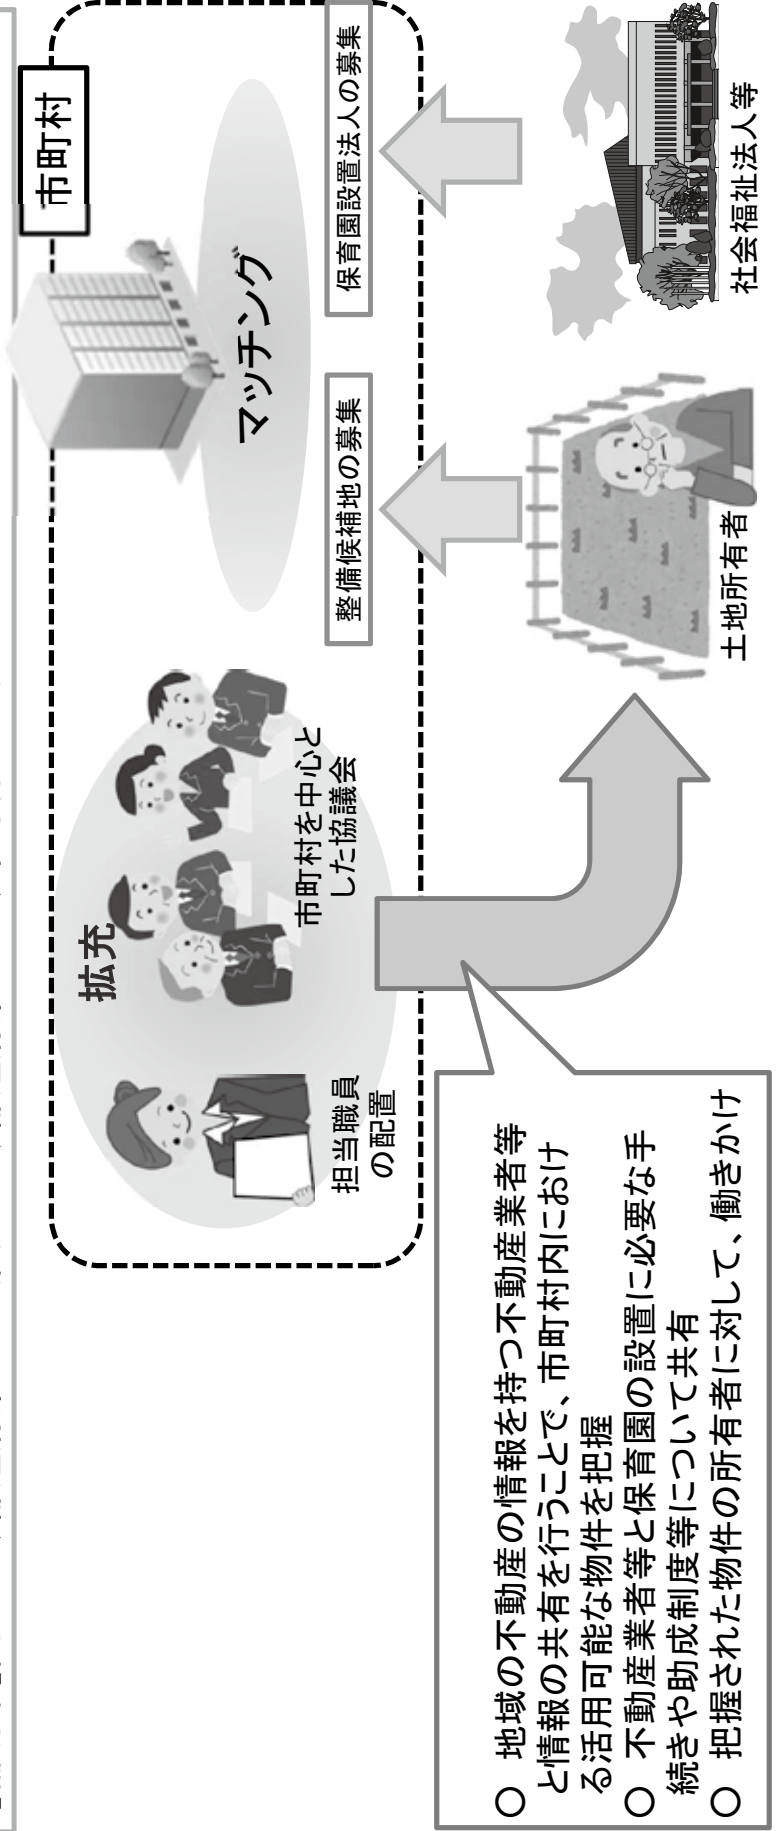 市町村
マッチング
拡充
担当職員
の配置
市町村を中心と
した協議会
整備候補地の募集
保育園設置法人の募集
土地所有者
社会福祉法人等
○ 地域の不動産の情報を持つ不動産業者等
と情報の共有を行うことで、市町村内におけ
る活用可能な物件を把握
○ 不動産業者等と保育園の設置に必要な手
続きや助成制度等について共有
○ 把握された物件の所有者に対して、働きかけ